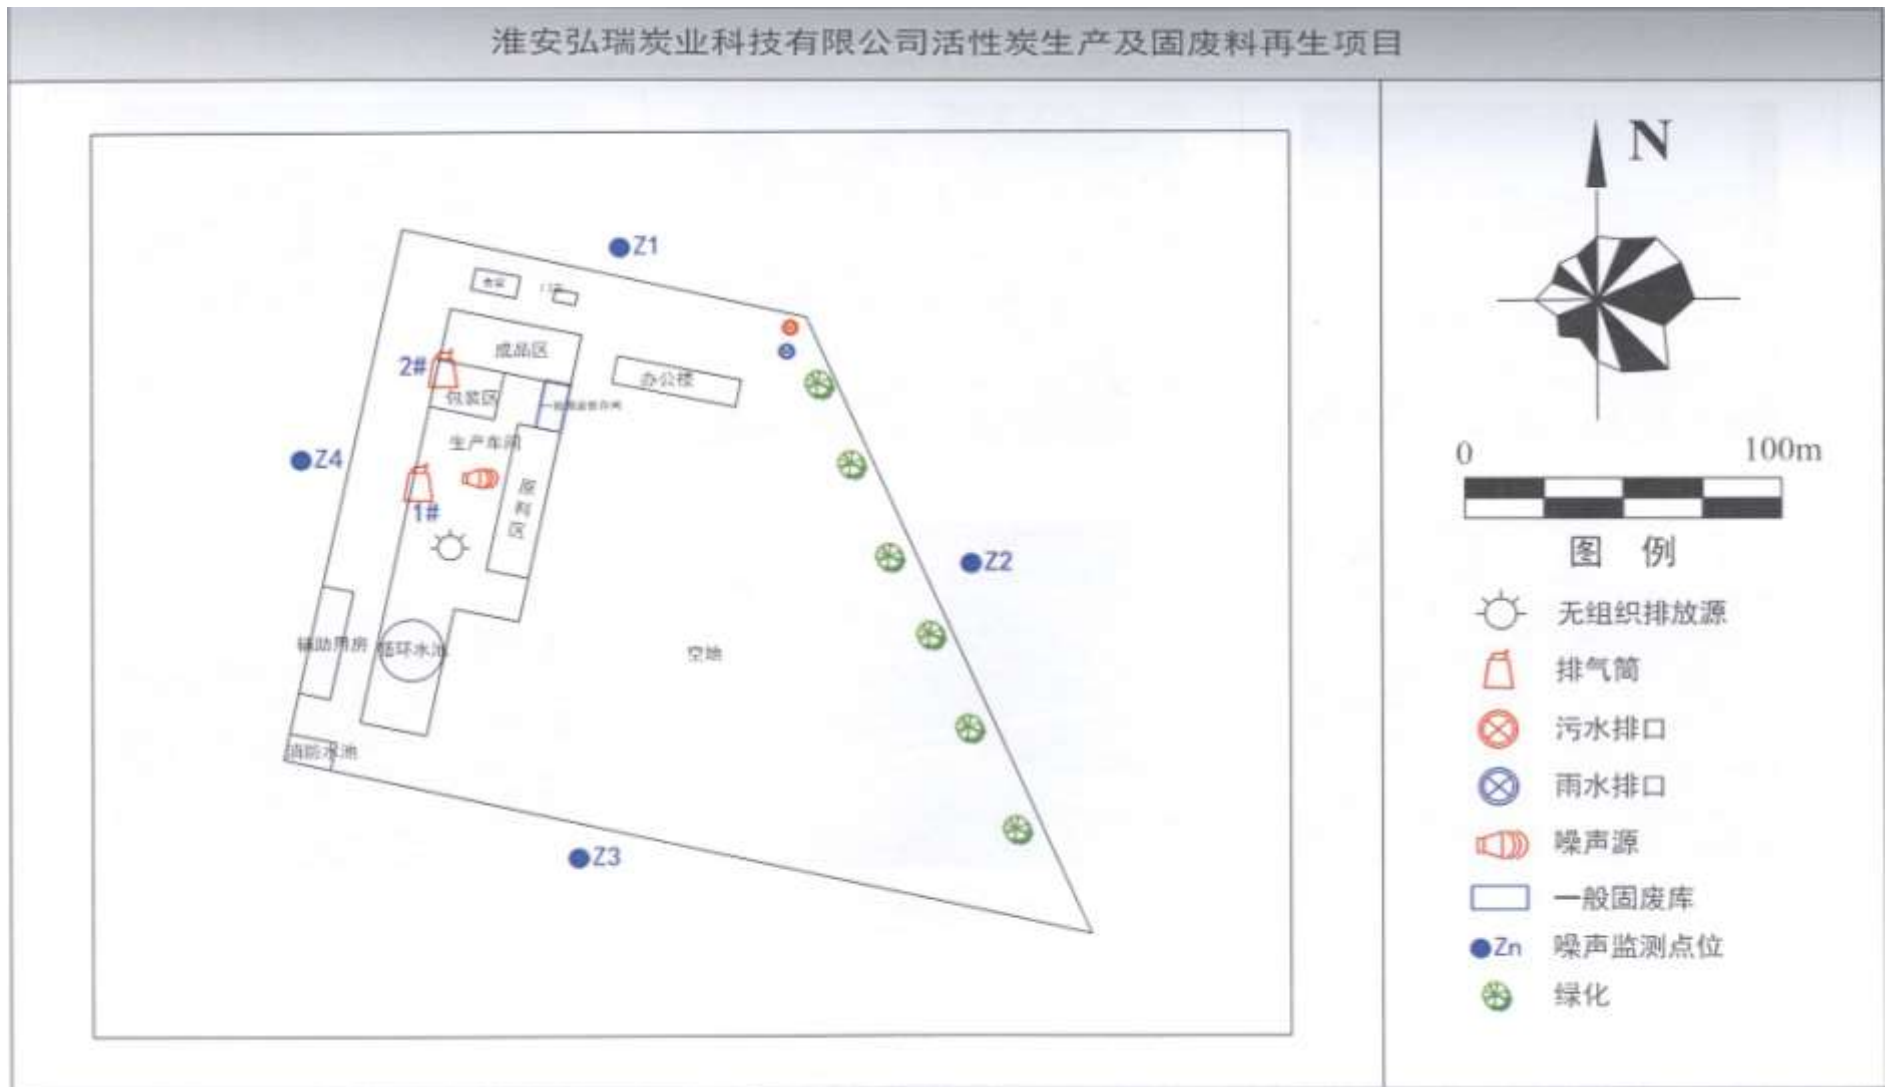 淮安弘瑞炭业科技有限公司活性炭生产及固废料再生项目
N
Z1
成品区
2#
办公楼
包装区
生产车间
Z4
原料区
1#
Z2
辅助用房
循环水池
空地
消防水池
Z3
0
100m
图 例
无组织排放源
排气筒
污水排口
雨水排口
噪声源
一般固废库
Zn
噪声监测点位
绿化